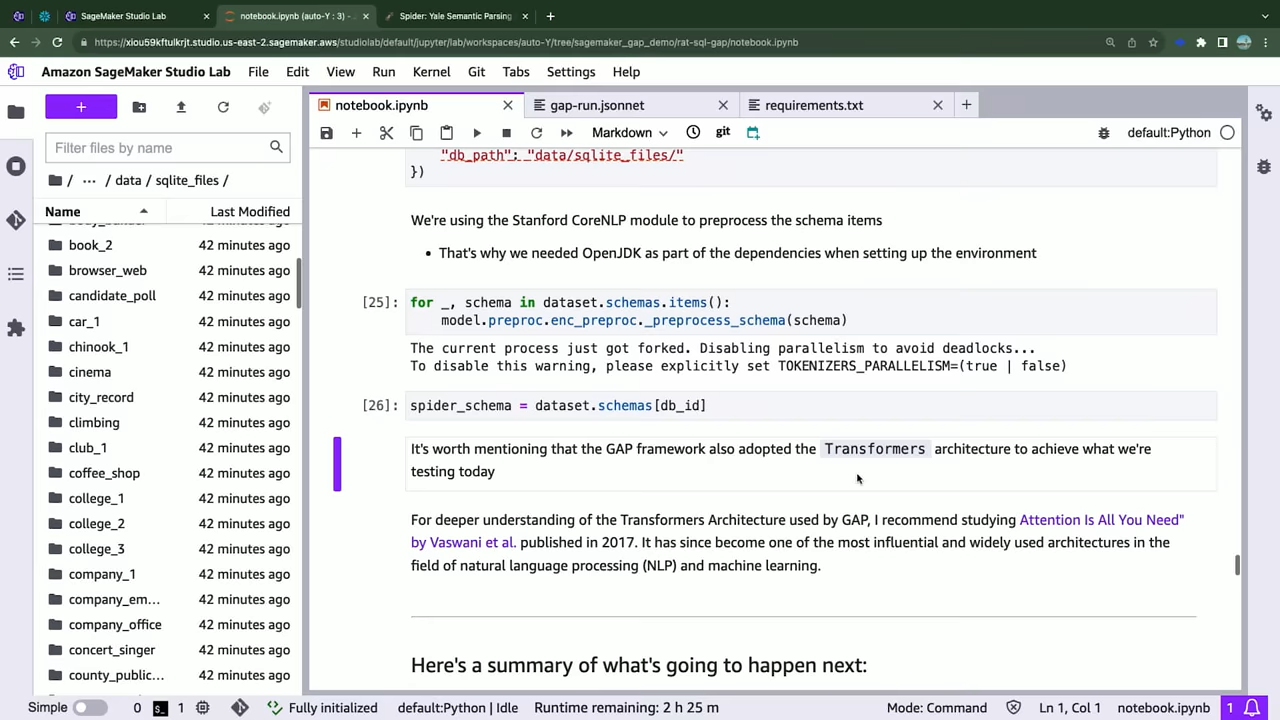 SageMaker Studio Lab
notebook.ipynb (auto-Y : 3) -
Spider: Yale Semantic Parsing
https://xiou59kftulkrjt.studio.us-east-2.sagemaker.aws/studiolab/default/jupyter/lab/workspaces/auto-Y/tree/sagemaker_gap_demo/rat-sql-gap/notebook.ipynb
Amazon SageMaker Studio Lab File Edit View Run Kernel Git Tabs Settings Help
notebook.ipynb gap-run.jsonnet requirements.txt
Markdown git default:Python
Filter files by name
/ ··· / data / sqlite_files /
Name Last Modified
book_2 42 minutes ago
browser_web 42 minutes ago
candidate_poll 42 minutes ago
car_1 42 minutes ago
chinook_1 42 minutes ago
cinema 42 minutes ago
city_record 42 minutes ago
climbing 42 minutes ago
club_1 42 minutes ago
coffee_shop 42 minutes ago
college_1 42 minutes ago
college_2 42 minutes ago
college_3 42 minutes ago
company_1 42 minutes ago
company_em... 42 minutes ago
company_office 42 minutes ago
concert_singer 42 minutes ago
county_public... 42 minutes ago
"db_path": "data/sqlite_files/"
})
We're using the Stanford CoreNLP module to preprocess the schema items
• That's why we needed OpenJDK as part of the dependencies when setting up the environment
[25]: for _, schema in dataset.schemas.items():
model.preproc.enc_preproc._preprocess_schema(schema)
The current process just got forked. Disabling parallelism to avoid deadlocks...
To disable this warning, please explicitly set TOKENIZERS_PARALLELISM=(true | false)
[26]: spider_schema = dataset.schemas[db_id]
It's worth mentioning that the GAP framework also adopted the Transformers architecture to achieve what we're
testing today
For deeper understanding of the Transformers Architecture used by GAP, I recommend studying Attention Is All You Need"
by Vaswani et al. published in 2017. It has since become one of the most influential and widely used architectures in the
field of natural language processing (NLP) and machine learning.
Here's a summary of what's going to happen next:
Simple 0 1 Fully initialized default:Python | Idle Runtime remaining: 2 h 25 m Mode: Command Ln 1, Col 1 notebook.ipynb 1